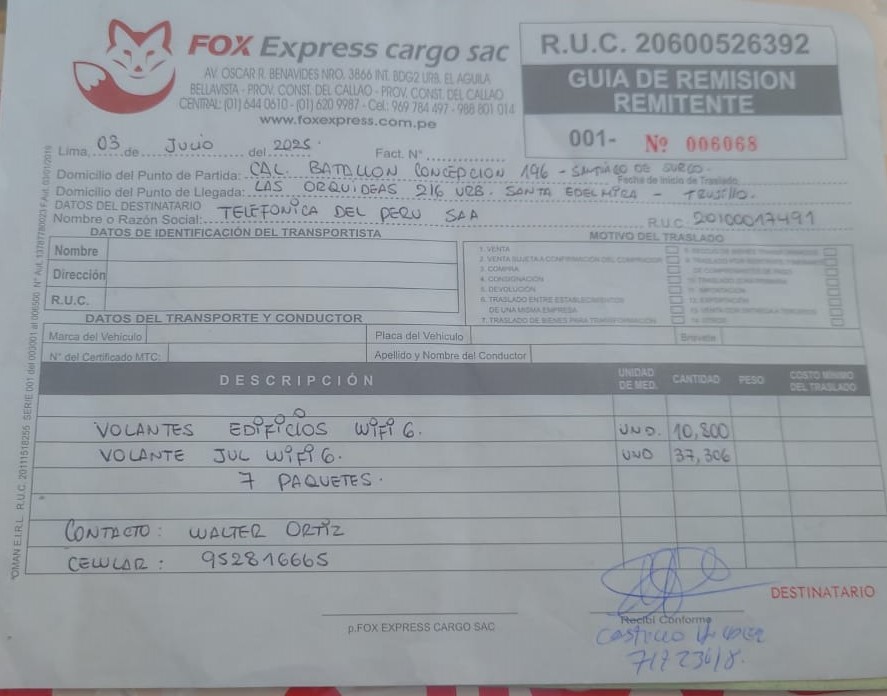 FOX Express cargo sac
AV. OSCAR R. BENAVIDES NRO. 3866 INT. BDG2 URB. EL AGUILA
BELLAVISTA - PROV. CONST. DEL CALLAO - PROV. CONST. DEL CALLAO
CENTRAL: (01) 644 0610 - (01) 620 9987 - Cel.: 969 784 497 - 988 801 014
www.foxexpress.com.pe
R.U.C. 20600526392
GUIA DE REMISION
REMITENTE
001- Nº 006068
Lima, 03 de JULIO del 2025. Fact. N°
Domicilio del Punto de Partida: CAL. BATALLON CONCEPCION 196 - SANTIAGO DE SURCO.
Fecha de Inicio de Traslado:
Domicilio del Punto de Llegada: LAS ORQUIDEAS 216 URB. SANTA EDELMIRA - TRUJILLO.
DATOS DEL DESTINATARIO
Nombre o Razón Social: TELEFONICA DEL PERU SAA R.U.C. 20100017491
DATOS DE IDENTIFICACIÓN DEL TRANSPORTISTA
Nombre
Dirección
R.U.C.
MOTIVO DEL TRASLADO
1. VENTA
2. VENTA SUJETA A CONFIRMACIÓN DEL COMPRADOR
3. COMPRA
4. CONSIGNACIÓN
5. DEVOLUCIÓN
6. TRASLADO ENTRE ESTABLECIMIENTOS
DE UNA MISMA EMPRESA
7. TRASLADO DE BIENES PARA TRANSFORMACIÓN
DATOS DEL TRANSPORTE Y CONDUCTOR
Marca del Vehículo Placa del Vehículo Brevete
N° del Certificado MTC: Apellido y Nombre del Conductor
DESCRIPCIÓN UNIDAD DE MED. CANTIDAD PESO COSTO MÍNIMO DEL TRASLADO
VOLANTES EDIFICIOS WIFI 6. UND. 10,800
VOLANTE JUL WIFI 6. UND 37,306
7 PAQUETES.
CONTACTO: WALTER ORTIZ
CELULAR: 952816665
DESTINATARIO
p.FOX EXPRESS CARGO SAC
Recibí Conforme
Castillo